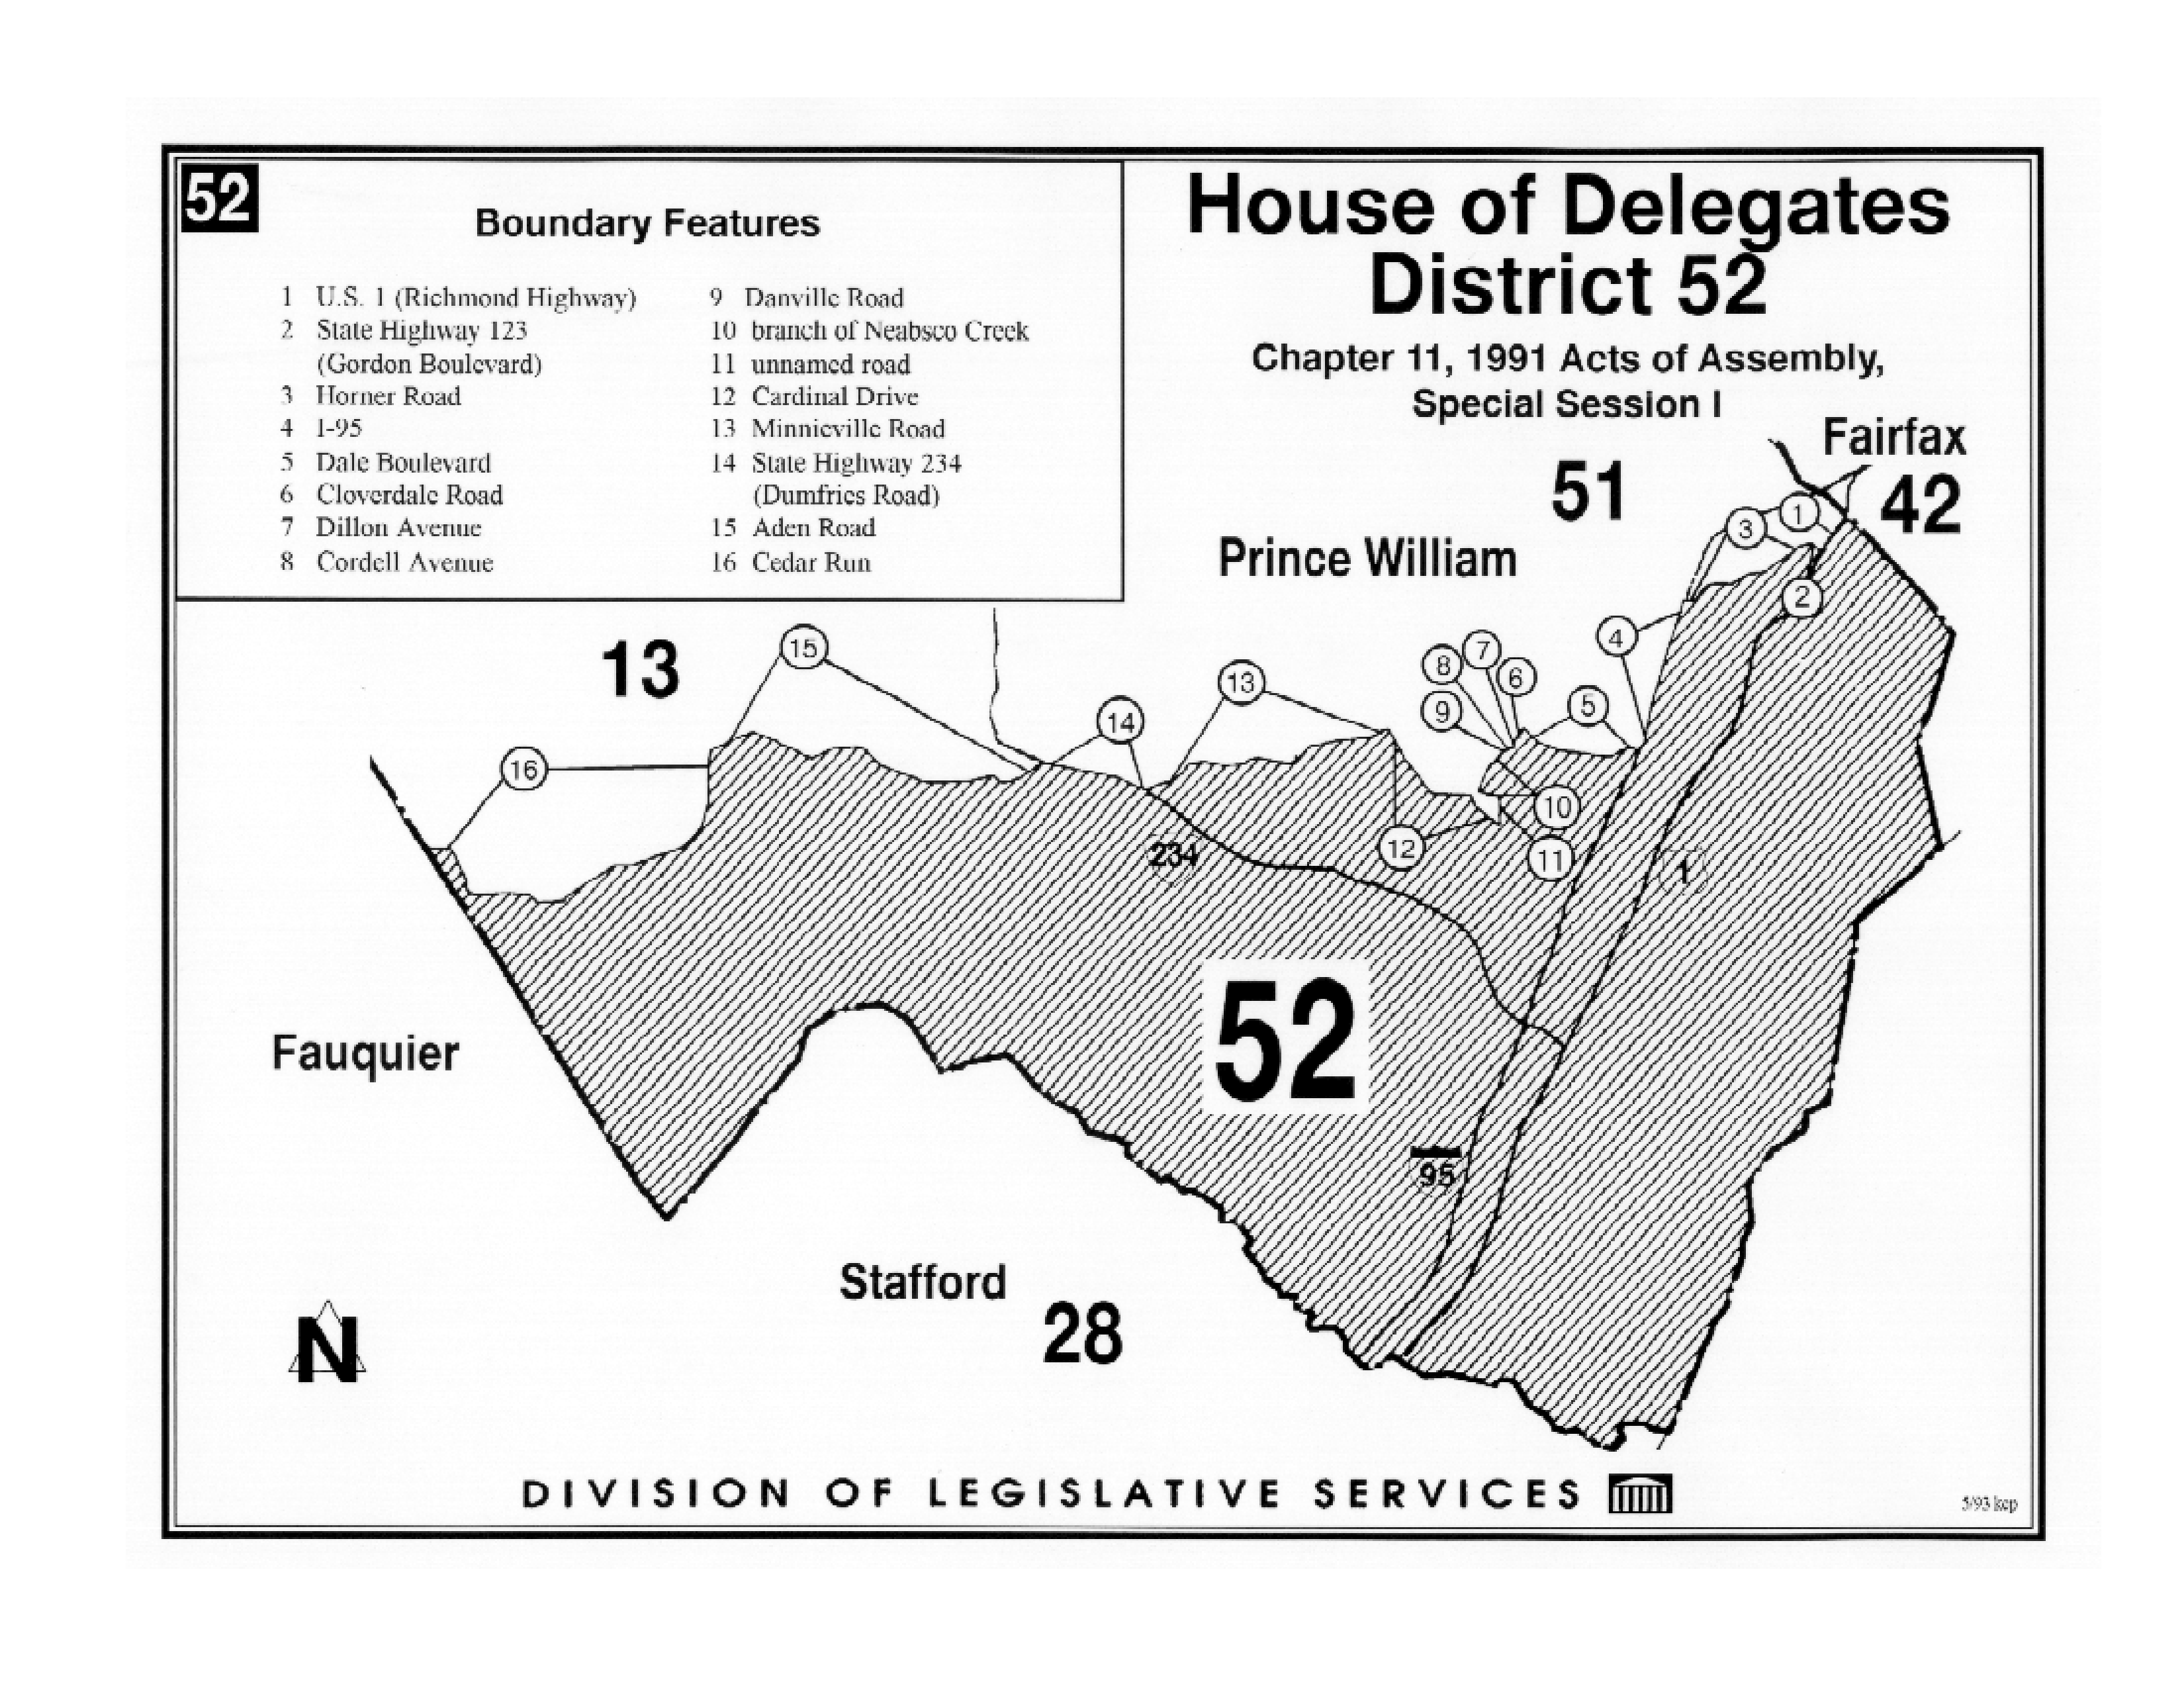 52
Boundary Features
1 U.S. 1 (Richmond Highway)
2 State Highway 123
(Gordon Boulevard)
3 Horner Road
4 I-95
5 Dale Boulevard
6 Cloverdale Road
7 Dillon Avenue
8 Cordell Avenue
9 Danville Road
10 branch of Neabsco Creek
11 unnamed road
12 Cardinal Drive
13 Minnieville Road
14 State Highway 234
(Dumfries Road)
15 Aden Road
16 Cedar Run
House of Delegates
District 52
Chapter 11, 1991 Acts of Assembly,
Special Session I
Fairfax
51
42
1
3
Prince William
2
4
13
15
7
8
6
13
9
5
14
16
10
12
11
234
1
52
Fauquier
95
Stafford
28
N
DIVISION OF LEGISLATIVE SERVICES
5/93 kcp